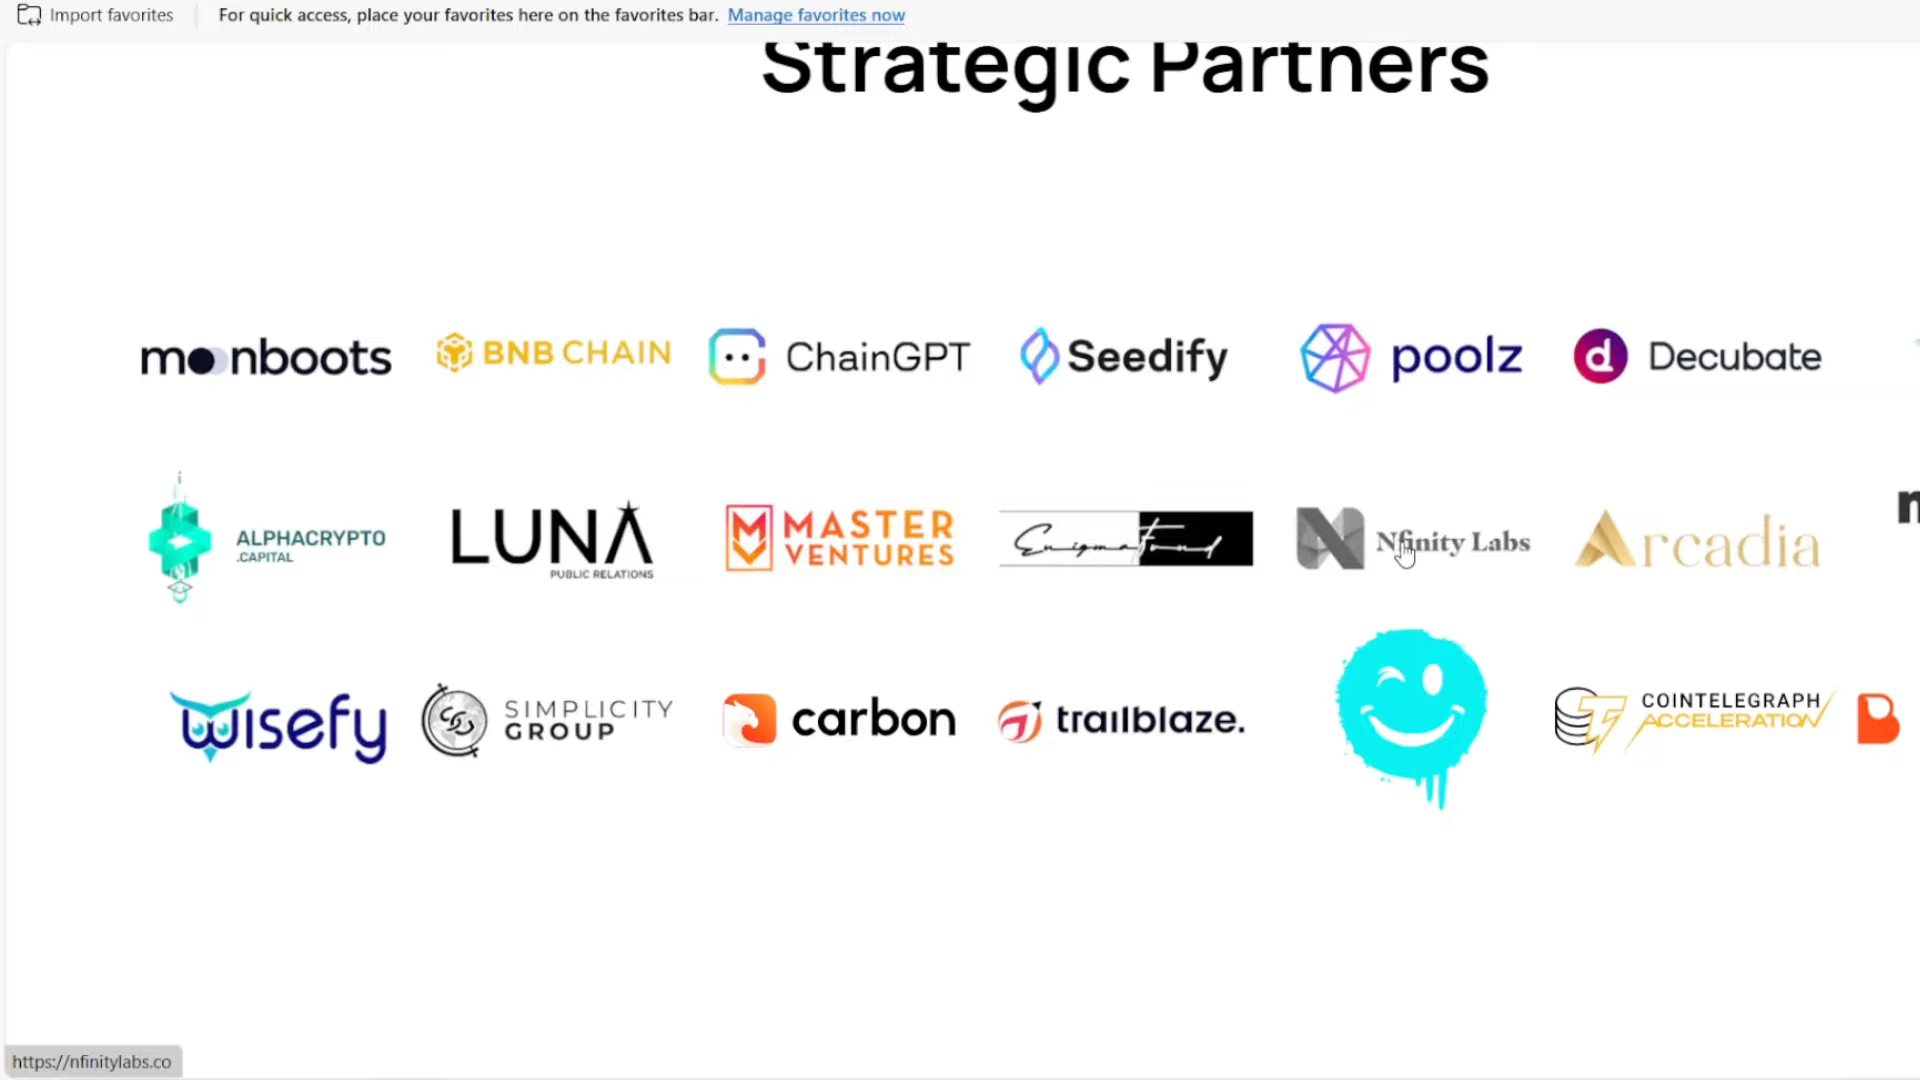 Import favorites
For quick access, place your favorites here on the favorites bar. Manage favorites now
Strategic Partners
moonboots
BNB CHAIN
ChainGPT
Seedify
poolz
Decubate
ALPHACRYPTO
.CAPITAL
LUNA
PUBLIC RELATIONS
MASTER
VENTURES
Enigma Fund
Nfinity Labs
Arcadia
wisefy
SIMPLICITY
GROUP
carbon
trailblaze.
COINTELEGRAPH
ACCELERATION
https://nfinitylabs.co